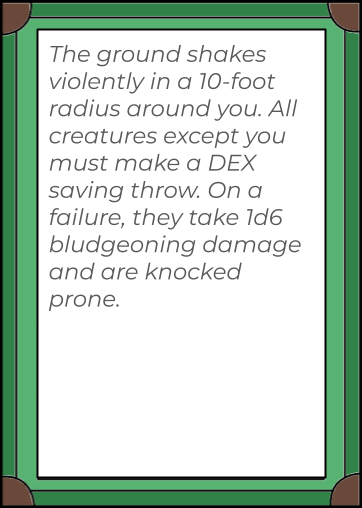 The ground shakes
violently in a 10-foot
radius around you. All
creatures except you
must make a DEX
saving throw. On a
failure, they take 1d6
bludgeoning damage
and are knocked
prone.